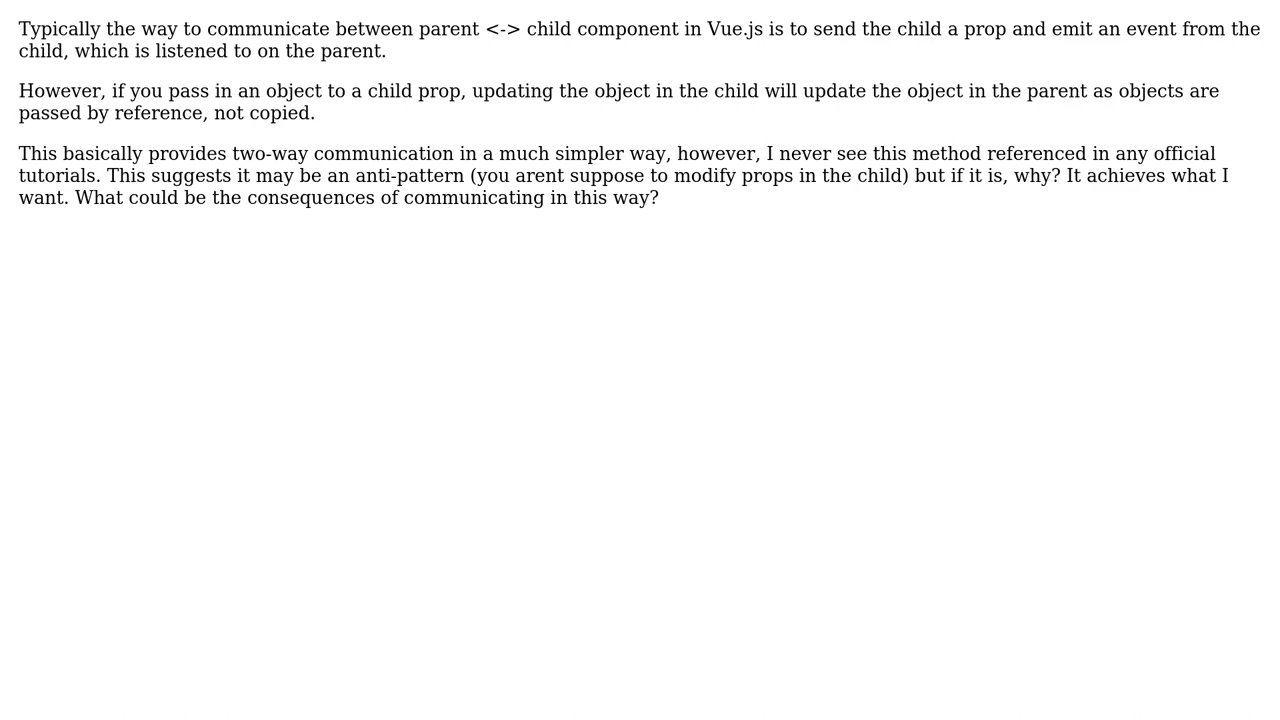 Typically the way to communicate between parent <-> child component in Vue.js is to send the child a prop and emit an event from the
child, which is listened to on the parent.
However, if you pass in an object to a child prop, updating the object in the child will update the object in the parent as objects are
passed by reference, not copied.
This basically provides two-way communication in a much simpler way, however, I never see this method referenced in any official
tutorials. This suggests it may be an anti-pattern (you arent suppose to modify props in the child) but if it is, why? It achieves what I
want. What could be the consequences of communicating in this way?